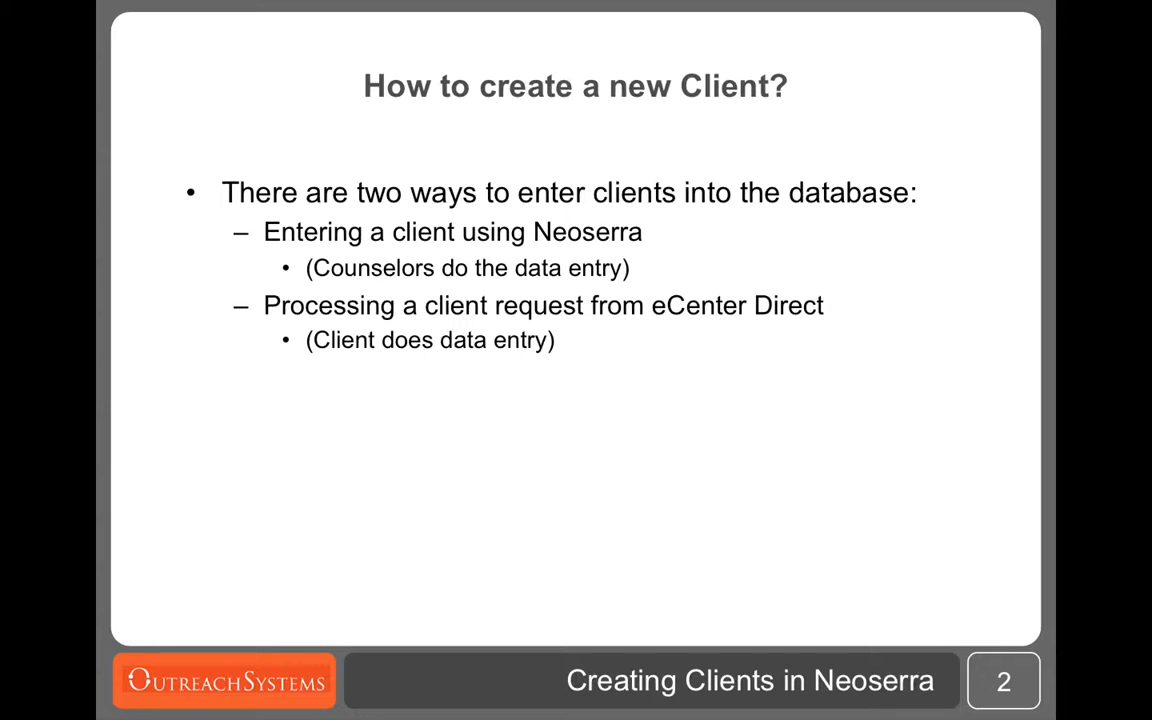 How to create a new Client?
• There are two ways to enter clients into the database:
– Entering a client using Neoserra
• (Counselors do the data entry)
– Processing a client request from eCenter Direct
• (Client does data entry)
OUTREACHSYSTEMS
Creating Clients in Neoserra
2